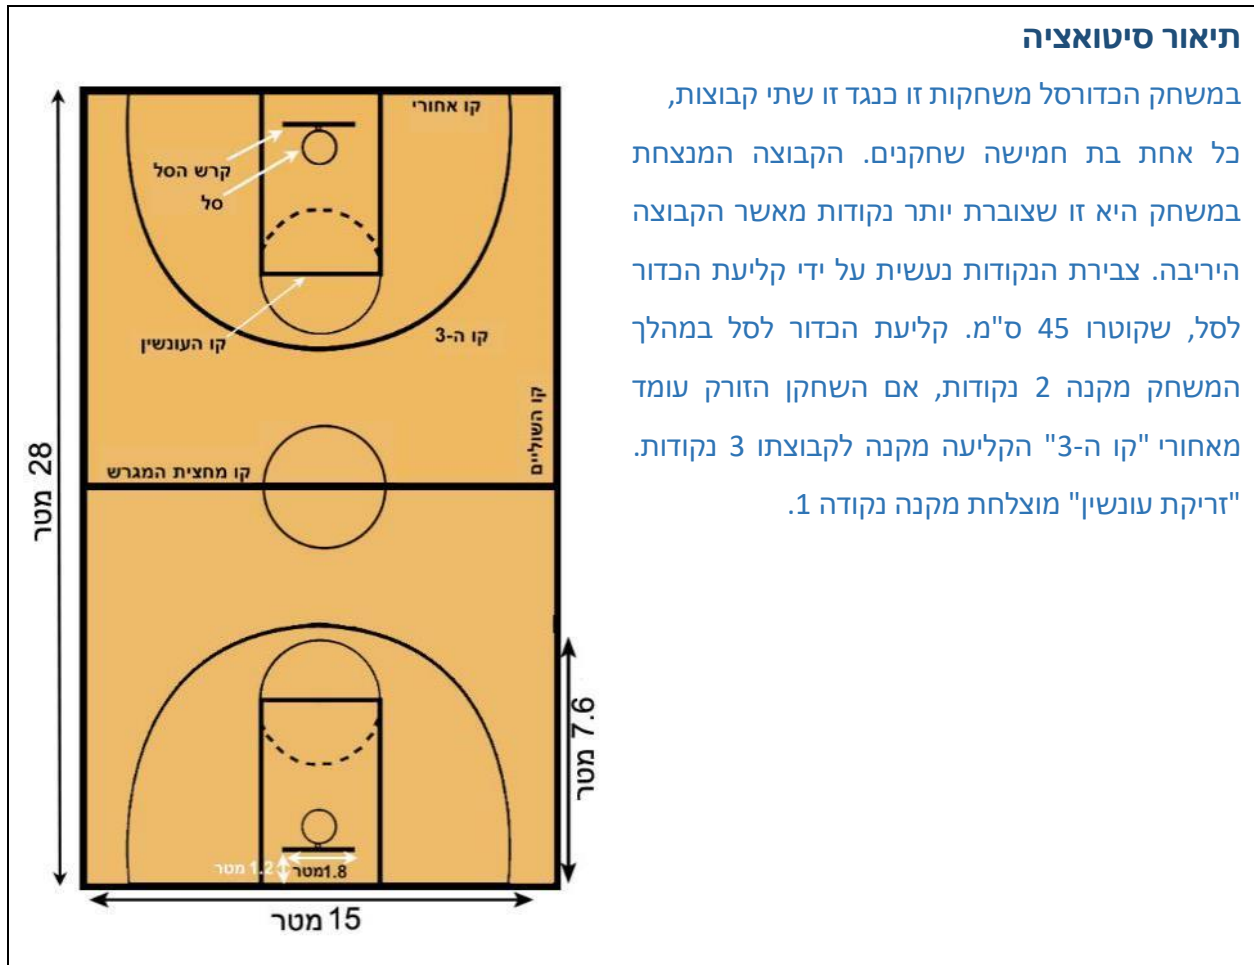 תיאור סיטואציה
במשחק הכדורסל משחקות זו כנגד זו שתי קבוצות,
כל אחת בת חמישה שחקנים. הקבוצה המנצחת
במשחק היא זו שצוברת יותר נקודות מאשר הקבוצה
היריבה. צבירת הנקודות נעשית על ידי קליעת הכדור
לסל, שקוטרו 45 ס"מ. קליעת הכדור לסל במהלך
המשחק מקנה 2 נקודות, אם השחקן הזורק עומד
מאחורי "קו ה-3" הקליעה מקנה לקבוצתו 3 נקודות.
"זריקת עונשין" מוצלחת מקנה נקודה 1.
קו אחורי
קרש הסל
סל
קו ה-3
קו העונשין
קו השוליים
קו מחצית המגרש
28 מטר
7.6 מטר
1.2 מטר
1.8מטר
15 מטר